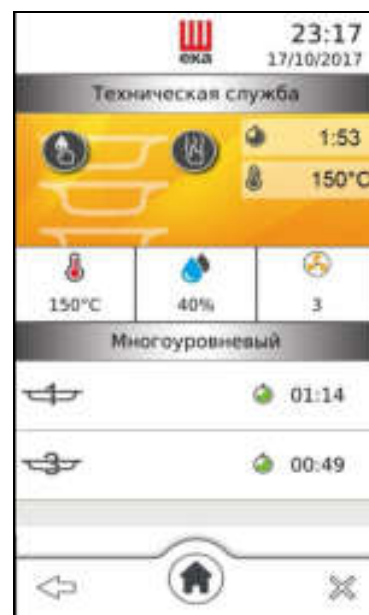 ека
23:17
17/10/2017
Техническая служба
1:53
150°C
150°C
40%
3
Многоуровневый
1
01:14
3
00:49